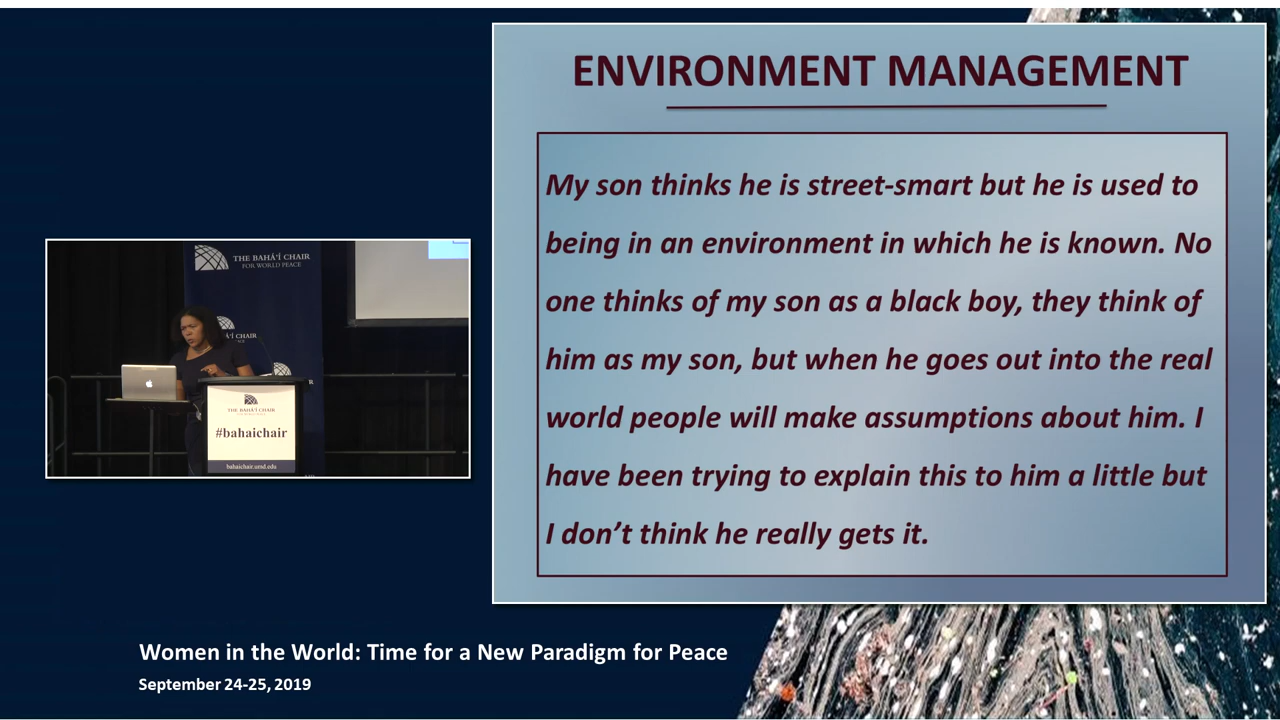 ENVIRONMENT MANAGEMENT
My son thinks he is street-smart but he is used to
being in an environment in which he is known. No
one thinks of my son as a black boy, they think of
him as my son, but when he goes out into the real
world people will make assumptions about him. I
have been trying to explain this to him a little but
I don’t think he really gets it.
THE BAHÁ’Í CHAIR
FOR WORLD PEACE
CHAIR
THE BAHÁ’Í CHAIR
#bahaichair
bahaichair.umd.edu
Women in the World: Time for a New Paradigm for Peace
September 24-25, 2019